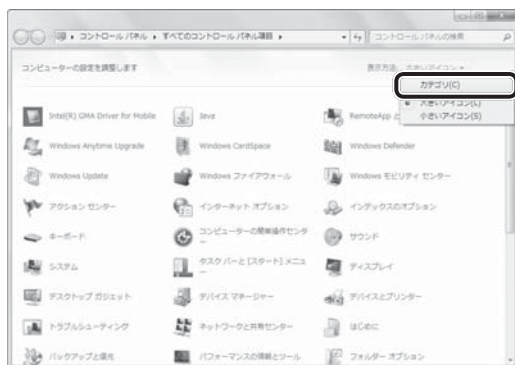 コントロール パネル ▸ すべてのコントロール パネル項目 ▸
コントロール パネルの検索
コンピューターの設定を調整します
表示方法: 大きいアイコン
カテゴリ(C)
大きいアイコン(L)
小さいアイコン(S)
Intel(R) GMA Driver for Mobile
Java
RemoteApp と
Windows Anytime Upgrade
Windows CardSpace
Windows Defender
Windows Update
Windows ファイアウォール
Windows モビリティ センター
アクション センター
インターネット オプション
インデックスのオプション
キーボード
コンピューターの簡単操作センター
サウンド
システム
タスク バーと [スタート] メニュー
ディスプレイ
デスクトップ ガジェット
デバイス マネージャー
デバイスとプリンター
トラブルシューティング
ネットワークと共有センター
はじめに
バックアップと復元
パフォーマンスの情報とツール
フォルダー オプション